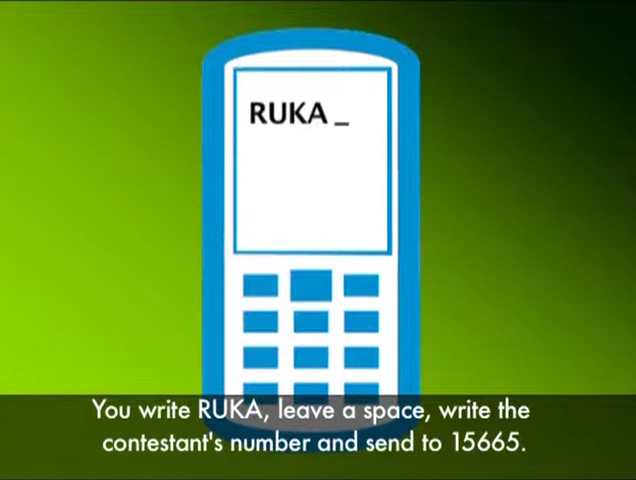 RUKA _
You write RUKA, leave a space, write the
contestant's number and send to 15665.